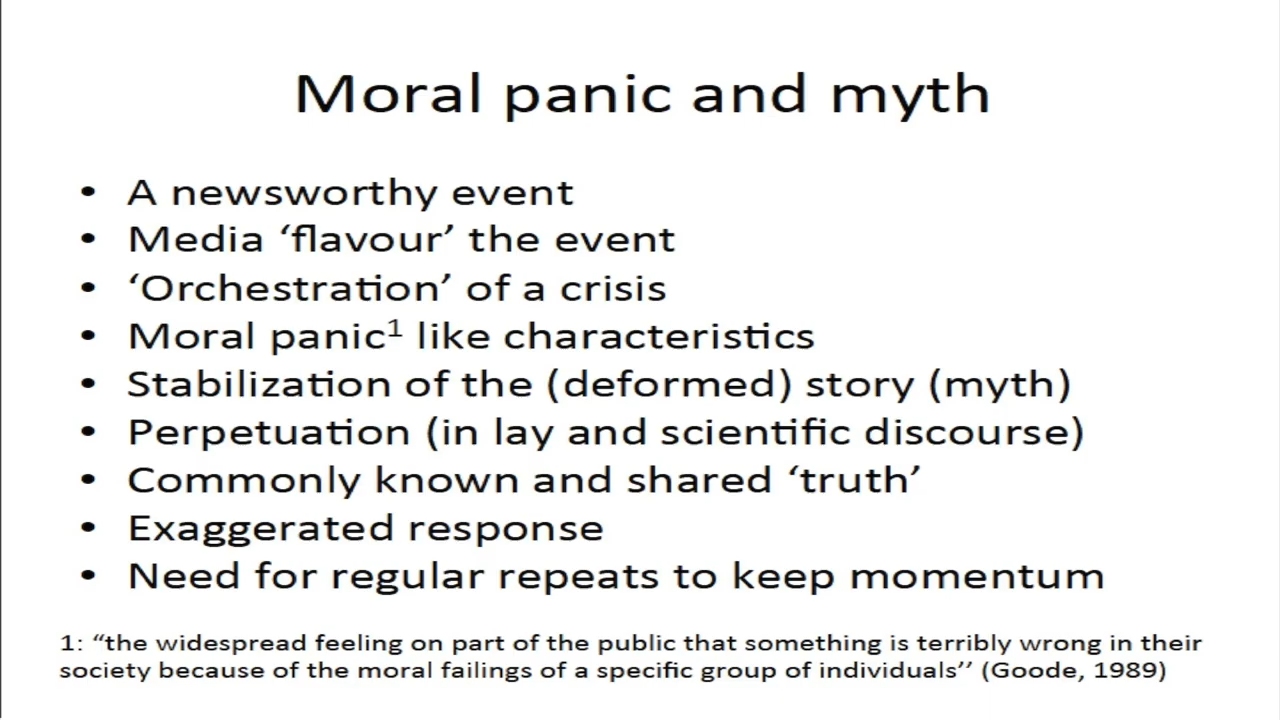 Moral panic and myth
• A newsworthy event
• Media ‘flavour’ the event
• ‘Orchestration’ of a crisis
• Moral panic¹ like characteristics
• Stabilization of the (deformed) story (myth)
• Perpetuation (in lay and scientific discourse)
• Commonly known and shared ‘truth’
• Exaggerated response
• Need for regular repeats to keep momentum
1: “the widespread feeling on part of the public that something is terribly wrong in their
society because of the moral failings of a specific group of individuals’’ (Goode, 1989)